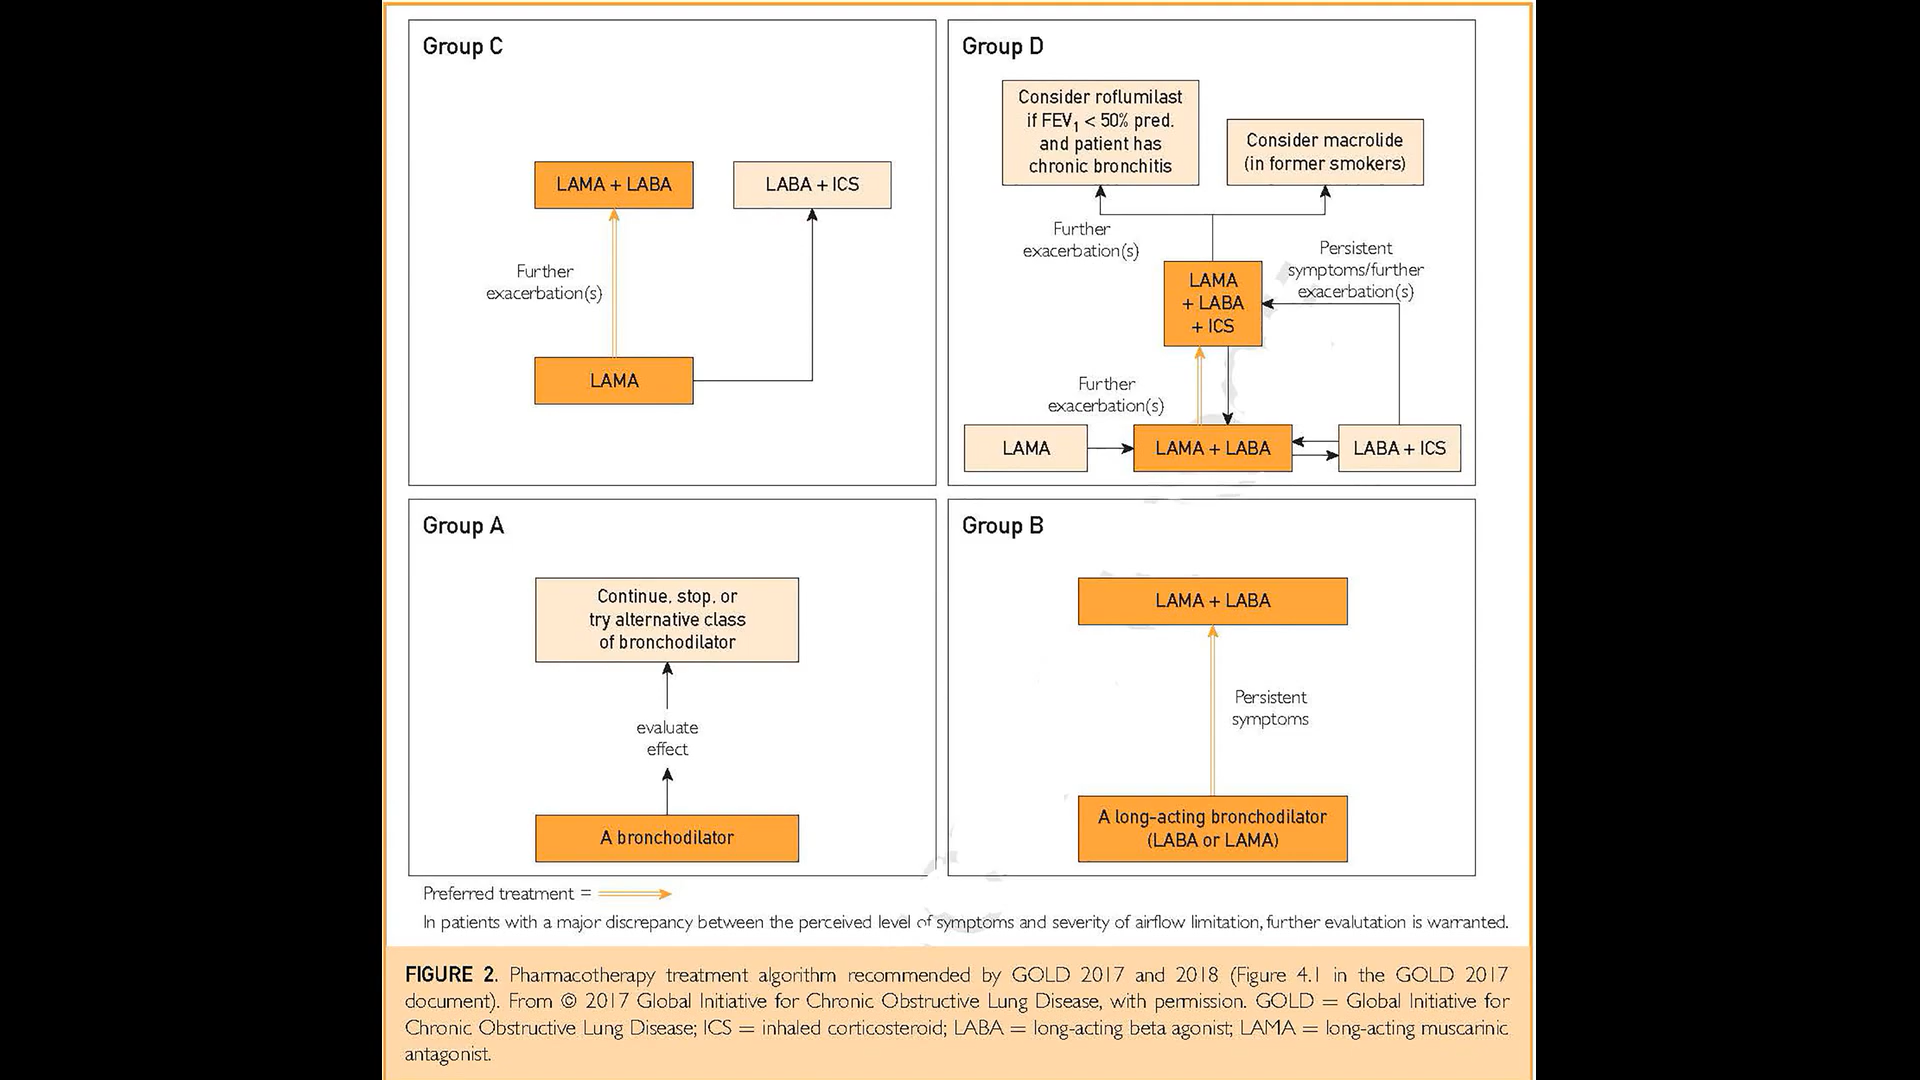 Group C
LAMA + LABA
LABA + ICS
Further
exacerbation(s)
LAMA
Group D
Consider roflumilast
if FEV1 < 50% pred.
and patient has
chronic bronchitis
Consider macrolide
(in former smokers)
Further
exacerbation(s)
Persistent
symptoms/further
exacerbation(s)
LAMA
+ LABA
+ ICS
Further
exacerbation(s)
LAMA
LAMA + LABA
LABA + ICS
Group A
Continue, stop, or
try alternative class
of bronchodilator
evaluate
effect
A bronchodilator
Group B
LAMA + LABA
Persistent
symptoms
A long-acting bronchodilator
(LABA or LAMA)
Preferred treatment =
In patients with a major discrepancy between the perceived level of symptoms and severity of airflow limitation, further evalutation is warranted.
FIGURE 2. Pharmacotherapy treatment algorithm recommended by GOLD 2017 and 2018 (Figure 4.1 in the GOLD 2017
document). From © 2017 Global Initiative for Chronic Obstructive Lung Disease, with permission. GOLD = Global Initiative for
Chronic Obstructive Lung Disease; ICS = inhaled corticosteroid; LABA = long-acting beta agonist; LAMA = long-acting muscarinic
antagonist.